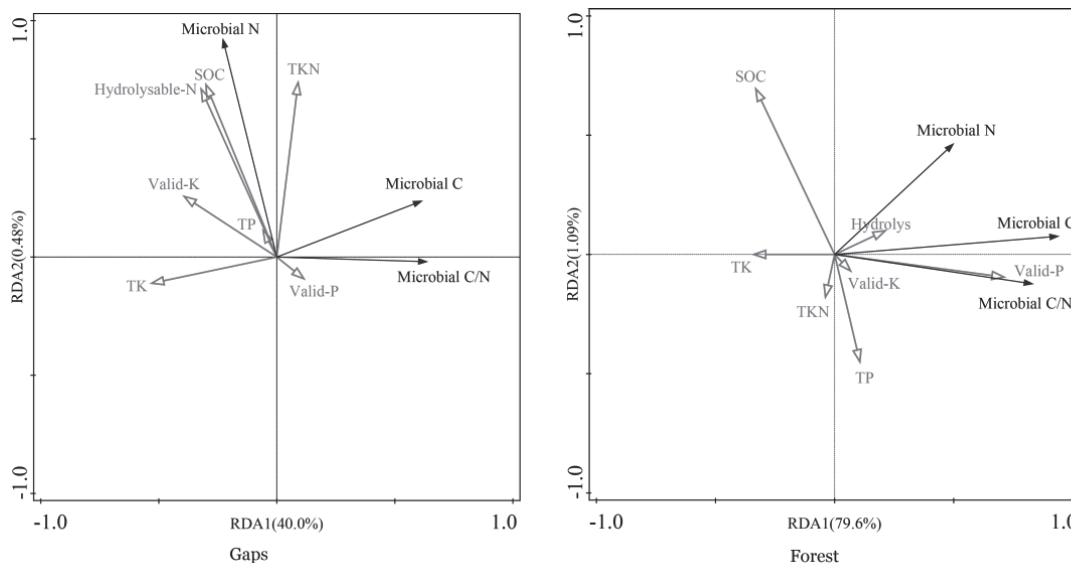 1.0
Microbial N
SOC
TKN
Hydrolysable-N
Valid-K
Microbial C
TP
RDA2(0.48%)
Microbial C/N
TK
Valid-P
-1.0
-1.0
RDA1(40.0%)
1.0
Gaps
1.0
SOC
Microbial N
Hydrolys
Microbial C
RDA2(1.09%)
TK
Valid-K
Valid-P
TKN
Microbial C/N
TP
-1.0
-1.0
RDA1(79.6%)
1.0
Forest